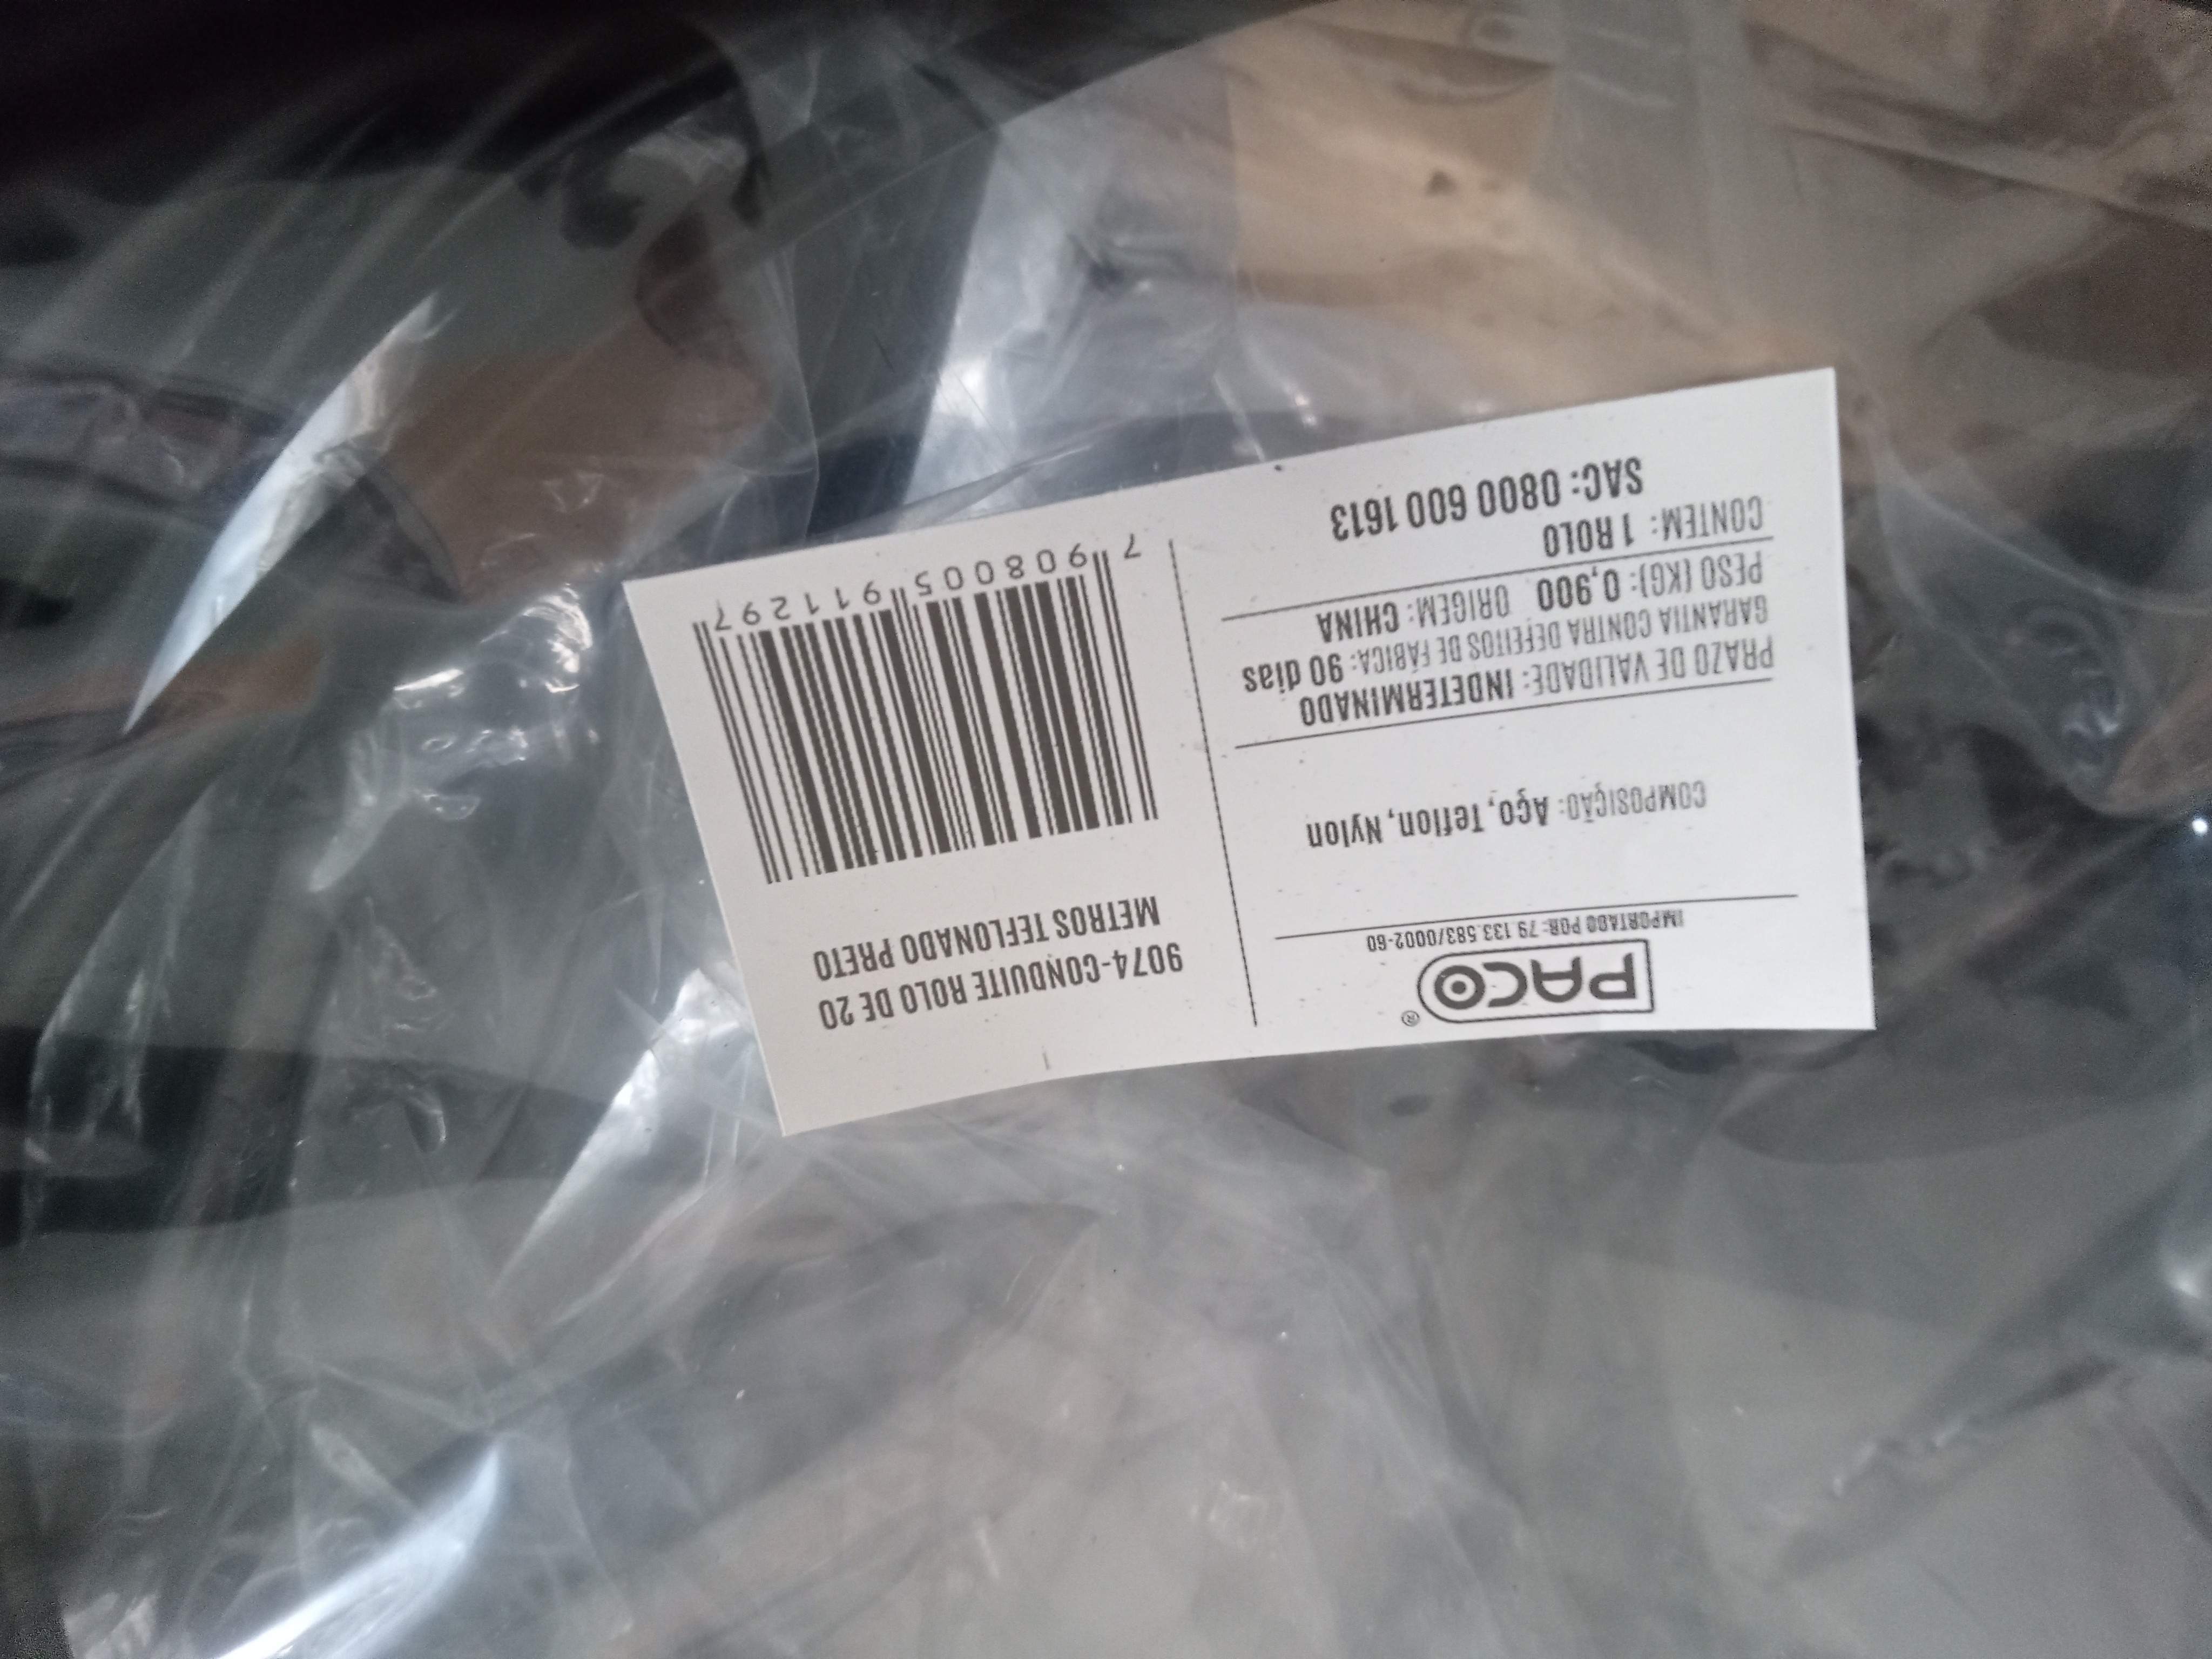 PACO®
IMPORTADO POR: 79 133.583/0002-60
COMPOSIÇÃO: Aço, Teflon, Nylon
PRAZO DE VALIDADE: INDETERMINADO
GARANTIA CONTRA DEFEITOS DE FÁBICA: 90 dias
PESO (KG): 0,900 ORIGEM: CHINA
CONTEM: 1 ROLO
SAC: 0800 600 1613
9074-CONDUITE ROLO DE 20
METROS TEFLONADO PRETO
7 908005 911297